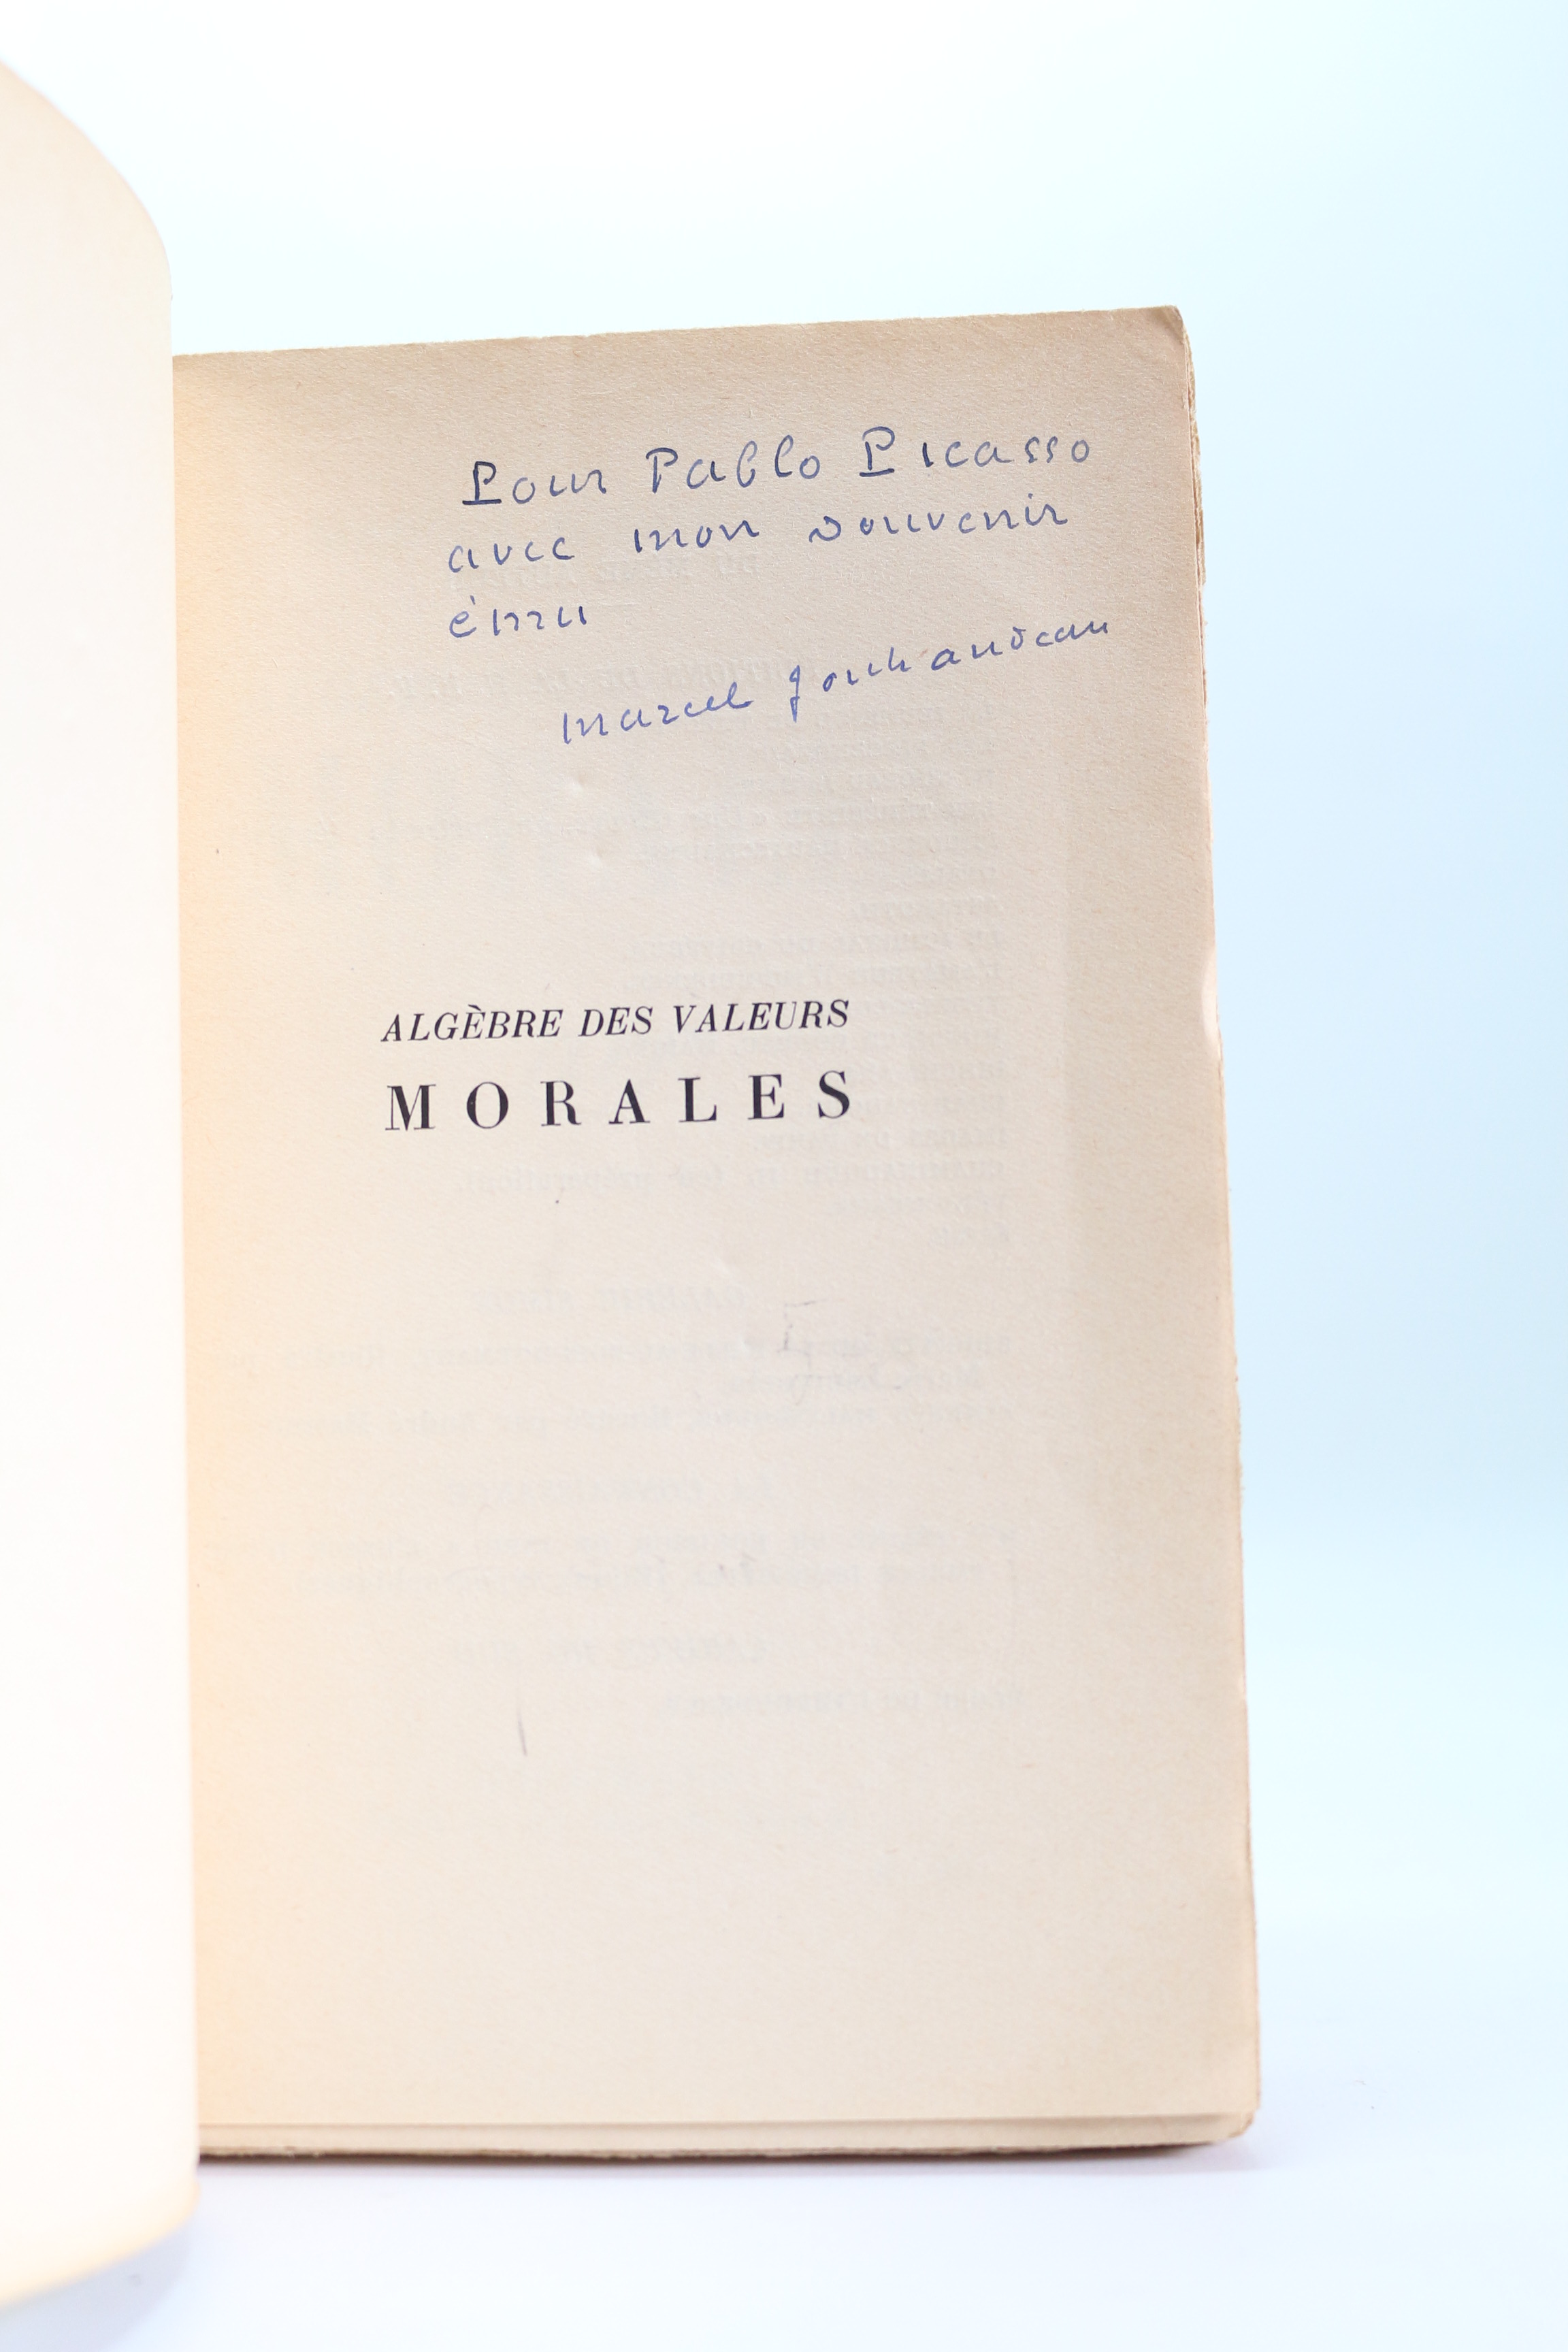 Pour Pablo Picasso
avec mon souvenir
ému
Marcel Jouhandeau
ALGÈBRE DES VALEURS
MORALES